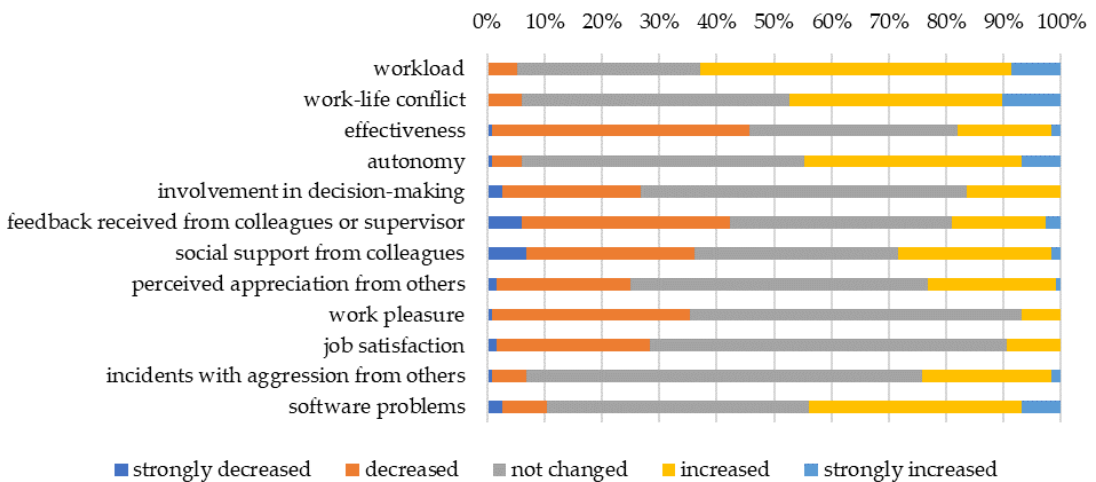 0% 10% 20% 30% 40% 50% 60% 70% 80% 90% 100%
workload
work-life conflict
effectiveness
autonomy
involvement in decision-making
feedback received from colleagues or supervisor
social support from colleagues
perceived appreciation from others
work pleasure
job satisfaction
incidents with aggression from others
software problems
strongly decreased decreased not changed increased strongly increased